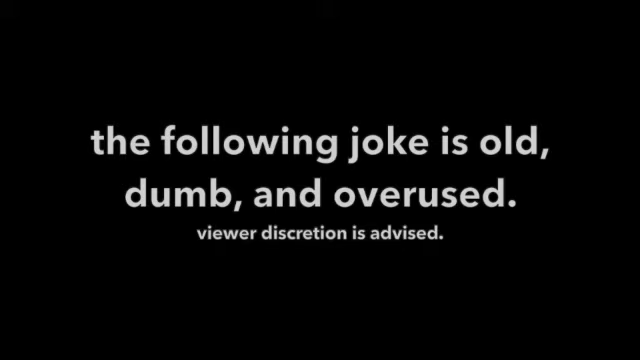 the following joke is old,
dumb, and overused.
viewer discretion is advised.